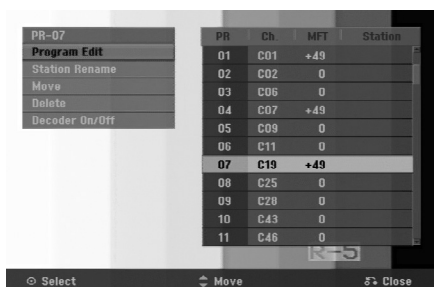 PR-07
Program Edit
Station Rename
Move
Delete
Decoder On/Off
PR Ch. MFT Station
01 C01 +49
02 C02 0
03 C06 0
04 C07 +49
05 C09 0
06 C11 0
07 C19 +49
08 C25 0
09 C28 0
10 C43 0
11 C46 0
R-5
Select Move Close